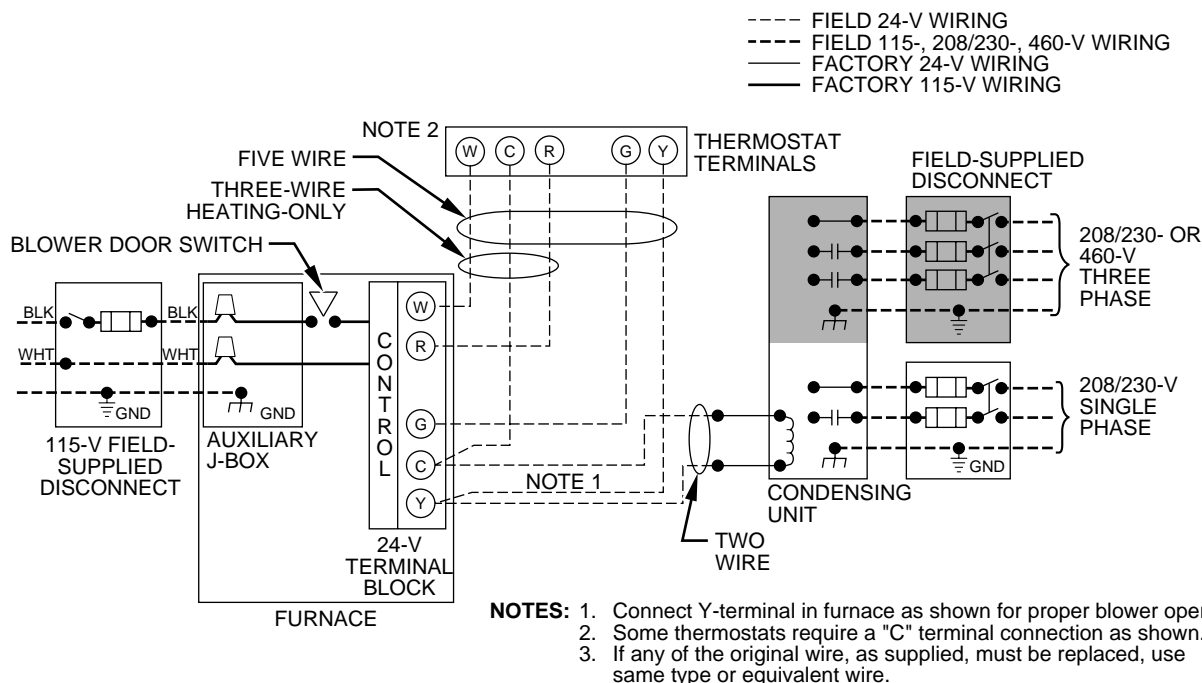 FIELD 24-V WIRING
FIELD 115-, 208/230-, 460-V WIRING
FACTORY 24-V WIRING
FACTORY 115-V WIRING
NOTE 2
W C R G Y
THERMOSTAT
TERMINALS
FIVE WIRE
THREE-WIRE
HEATING-ONLY
BLOWER DOOR SWITCH
FIELD-SUPPLIED
DISCONNECT
208/230- OR
460-V
THREE
PHASE
BLK
BLK
WHT
WHT
GND
GND
115-V FIELD-
SUPPLIED
DISCONNECT
AUXILIARY
J-BOX
CONTROL
W
R
G
C
Y
NOTE 1
24-V
TERMINAL
BLOCK
FURNACE
TWO
WIRE
CONDENSING
UNIT
208/230-V
SINGLE
PHASE
GND
NOTES: 1. Connect Y-terminal in furnace as shown for proper blower oper
2. Some thermostats require a "C" terminal connection as shown.
3. If any of the original wire, as supplied, must be replaced, use
same type or equivalent wire.